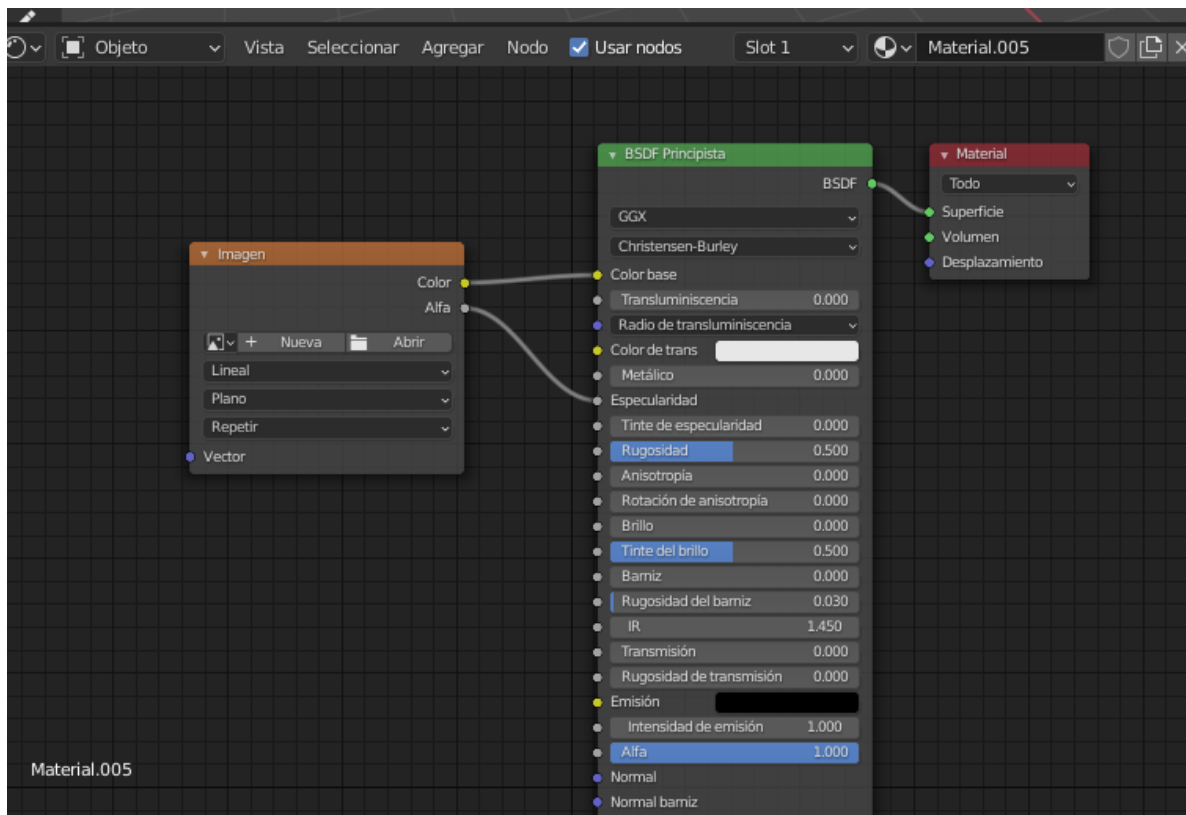 Objeto Vista Seleccionar Agregar Nodo Usar nodos Slot 1 Material.005
Imagen
Color
Alfa
Nueva Abrir
Lineal
Plano
Repetir
Vector
BSDF Principista
BSDF
GGX
Christensen-Burley
Color base
Transluminiscencia 0.000
Radio de transluminiscencia
Color de trans
Metálico 0.000
Especularidad
Tinte de especularidad 0.000
Rugosidad 0.500
Anisotropía 0.000
Rotación de anisotropía 0.000
Brillo 0.000
Tinte del brillo 0.500
Barniz 0.000
Rugosidad del barniz 0.030
IR 1.450
Transmisión 0.000
Rugosidad de transmisión 0.000
Emisión
Intensidad de emisión 1.000
Alfa 1.000
Normal
Normal barniz
Material
Todo
Superficie
Volumen
Desplazamiento
Material.005